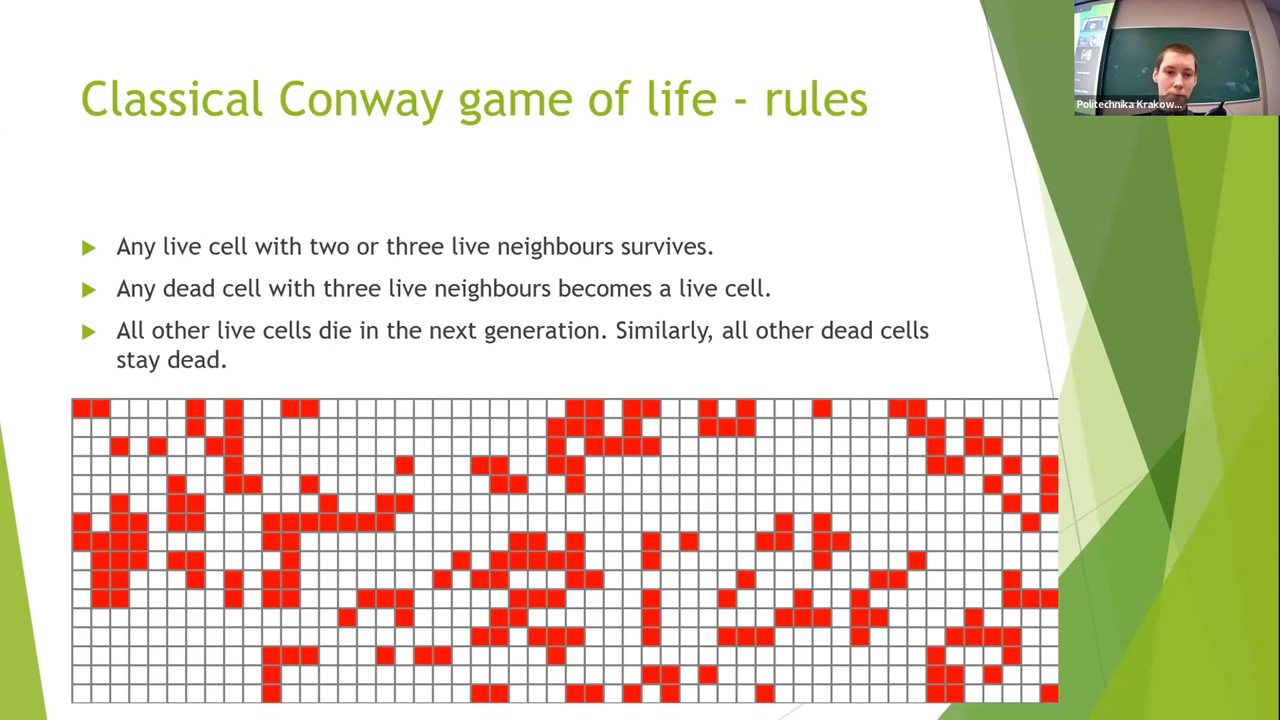 Classical Conway game of life - rules
Politechnika Krakow...
Any live cell with two or three live neighbours survives.
Any dead cell with three live neighbours becomes a live cell.
All other live cells die in the next generation. Similarly, all other dead cells
stay dead.